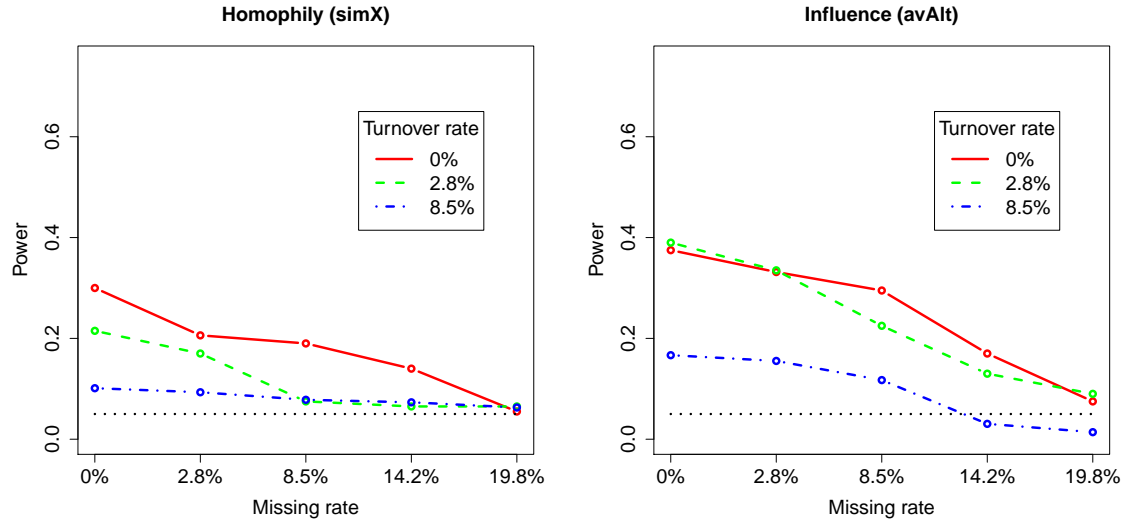 Homophily (simX)
Power
0.6
0.4
0.2
0.0
Turnover rate
0%
2.8%
8.5%
0% 2.8% 8.5% 14.2% 19.8%
Missing rate
Influence (avAlt)
Power
0.6
0.4
0.2
0.0
Turnover rate
0%
2.8%
8.5%
0% 2.8% 8.5% 14.2% 19.8%
Missing rate